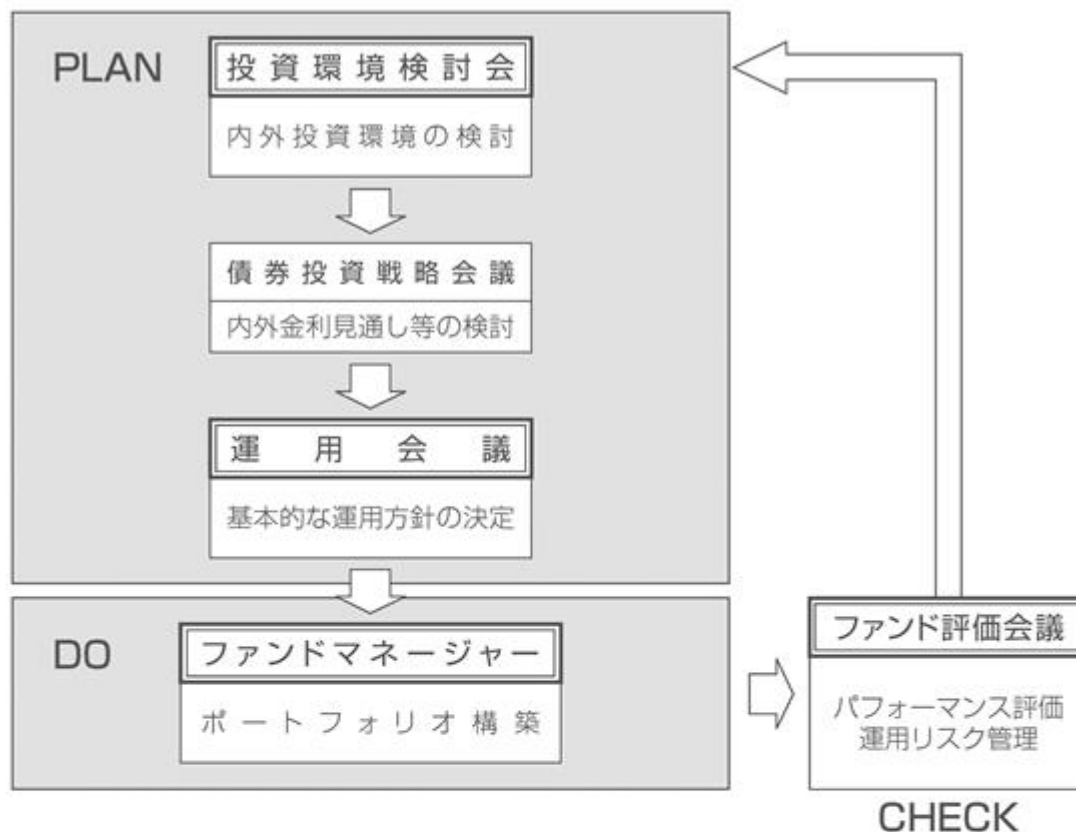 PLAN
投資環境検討会
内外投資環境の検討
債券投資戦略会議
内外金利見通し等の検討
運用会議
基本的な運用方針の決定
DO
ファンドマネージャー
ポートフォリオ構築
ファンド評価会議
パフォーマンス評価
運用リスク管理
CHECK